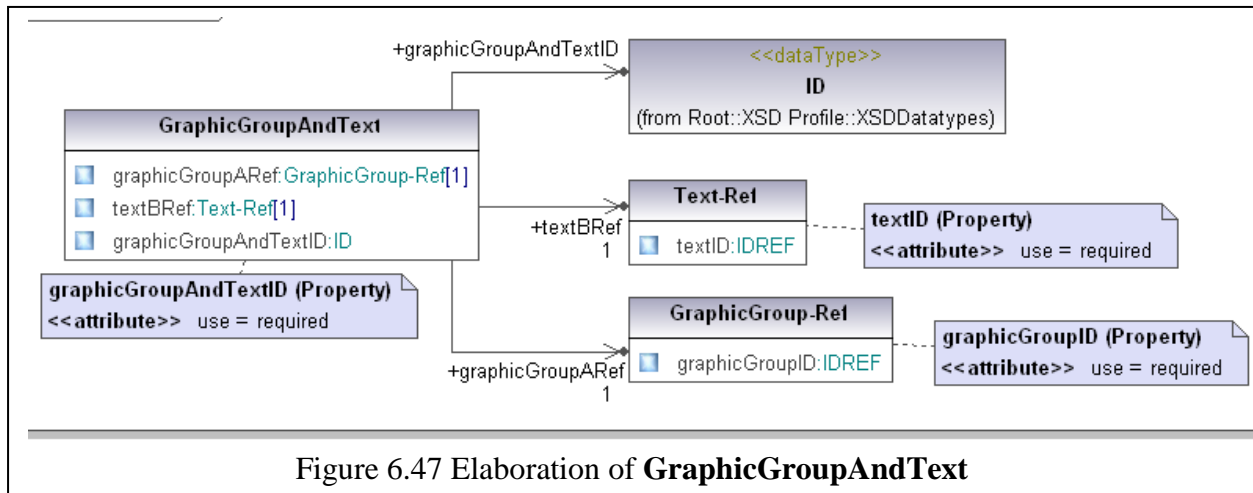 +graphicGroupAndTextID
<<dataType>>
ID
(from Root::XSD Profile::XSDDatatypes)
GraphicGroupAndText
graphicGroupARef:GraphicGroup-Ref[1]
textBRef:Text-Ref[1]
graphicGroupAndTextID:ID
graphicGroupAndTextID (Property)
<<attribute>> use = required
+textBRef
1
Text-Ref
textID:IDREF
textID (Property)
<<attribute>> use = required
+graphicGroupARef
1
GraphicGroup-Ref
graphicGroupID:IDREF
graphicGroupID (Property)
<<attribute>> use = required
Figure 6.47 Elaboration of GraphicGroupAndText